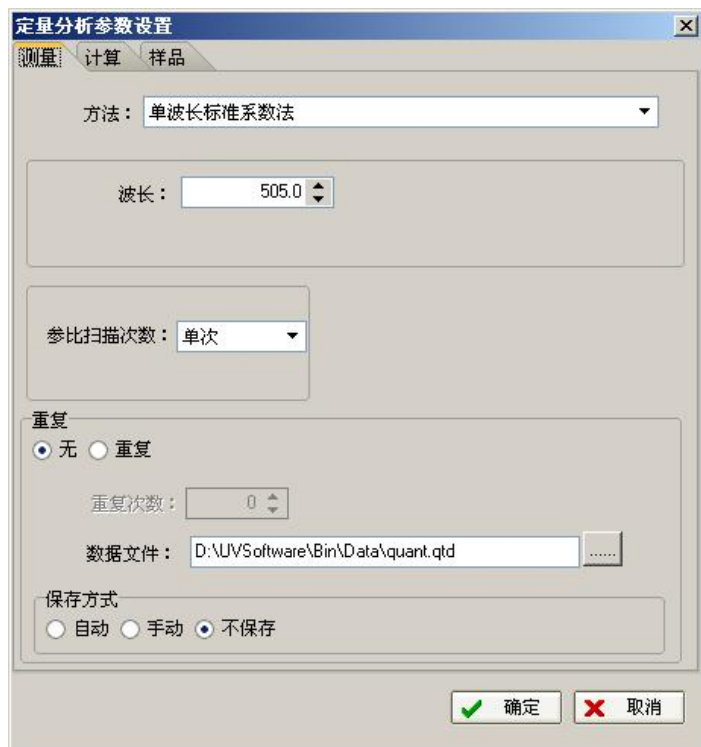 定量分析参数设置
测量 计算 样品
方法： 单波长标准系数法
波长： 505.0
参比扫描次数： 单次
重复
无 重复
重复次数： 0
数据文件： D:\UVSoftware\Bin\Data\quant.qtd ......
保存方式
自动 手动 不保存
确定 取消